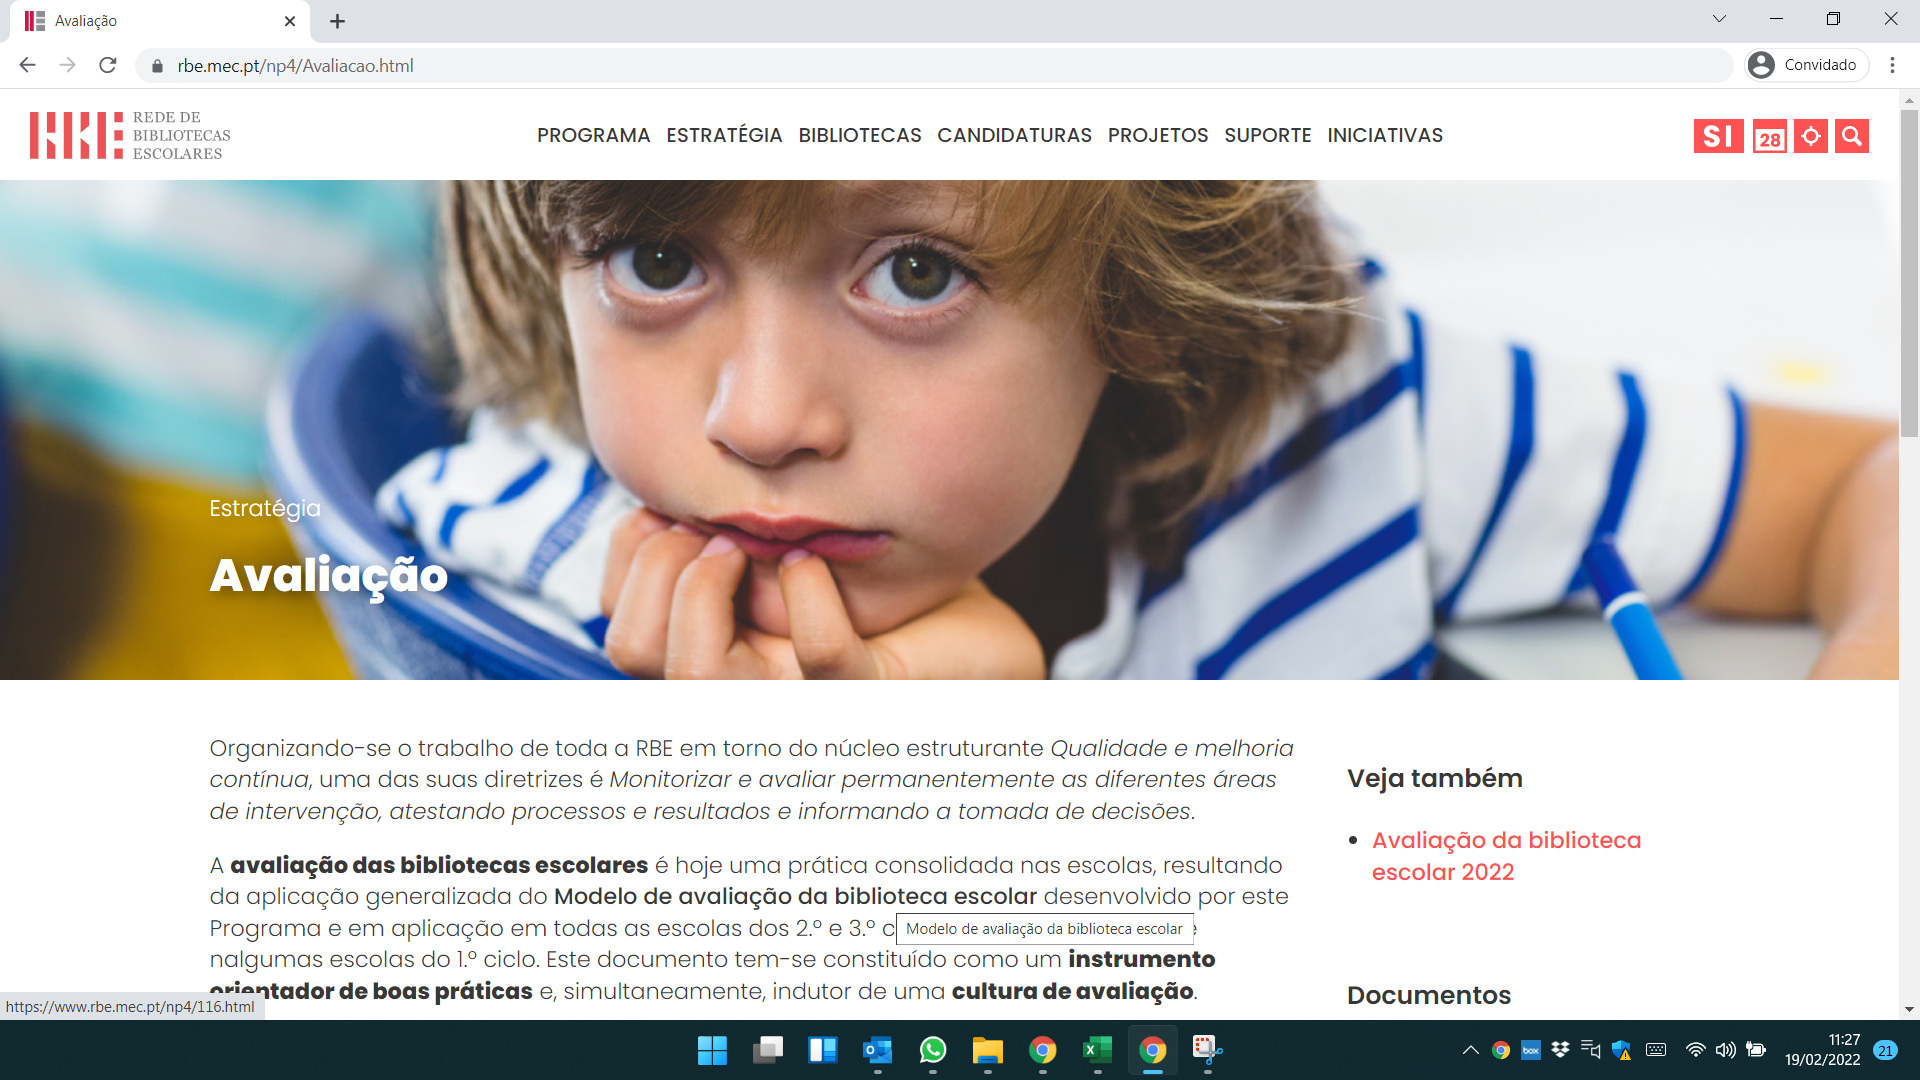 Avaliação
rbe.mec.pt/np4/Avaliacao.html
Convidado
REDE DE
BIBLIOTECAS
ESCOLARES
PROGRAMA ESTRATÉGIA BIBLIOTECAS CANDIDATURAS PROJETOS SUPORTE INICIATIVAS
SI 28
Estratégia
Avaliação
Organizando-se o trabalho de toda a RBE em torno do núcleo estruturante Qualidade e melhoria
contínua, uma das suas diretrizes é Monitorizar e avaliar permanentemente as diferentes áreas
de intervenção, atestando processos e resultados e informando a tomada de decisões.
A avaliação das bibliotecas escolares é hoje uma prática consolidada nas escolas, resultando
da aplicação generalizada do Modelo de avaliação da biblioteca escolar desenvolvido por este
Programa e em aplicação em todas as escolas dos 2.º e 3.º c
Modelo de avaliação da biblioteca escolar
nalgumas escolas do 1.º ciclo. Este documento tem-se constituído como um instrumento
orientador de boas práticas e, simultaneamente, indutor de uma cultura de avaliação.
Veja também
Avaliação da biblioteca
escolar 2022
Documentos
https://www.rbe.mec.pt/np4/116.html
box
11:27
19/02/2022
21